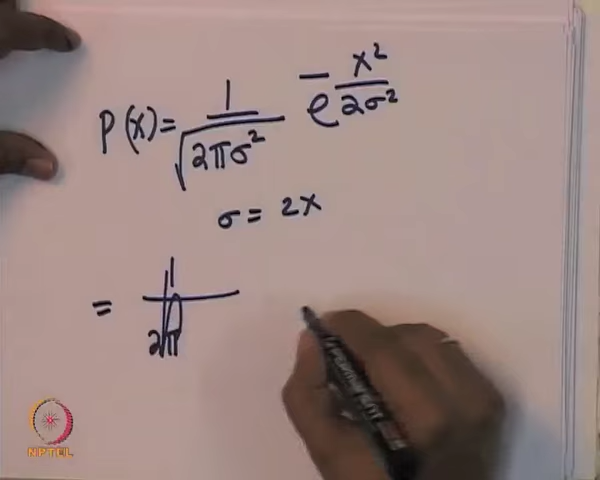 P(x) = 1/√(2πσ²) e^(-x²/2σ²)
σ = 2x
= 1/2π
NPTEL